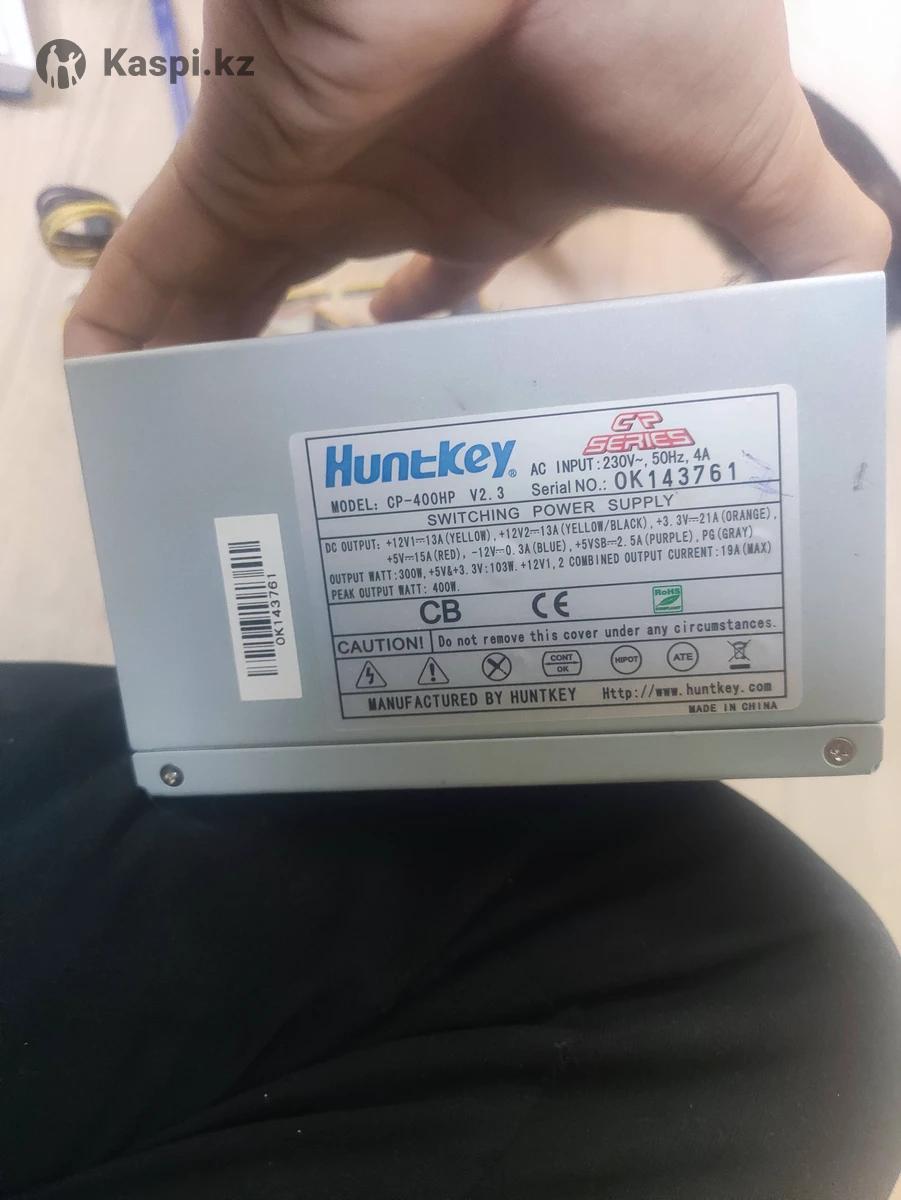 Kaspi.kz
Huntkey®
CP
SERIES
AC INPUT:230V~, 50Hz, 4A
MODEL: CP-400HP V2.3
Serial NO.: 0K143761
SWITCHING POWER SUPPLY
DC OUTPUT: +12V1⎓13A(YELLOW), +12V2⎓13A(YELLOW/BLACK), +3.3V⎓21A(ORANGE),
+5V⎓15A(RED), -12V⎓0.3A(BLUE), +5VSB⎓2.5A(PURPLE), PG(GRAY)
OUTPUT WATT:300W, +5V&+3.3V:103W. +12V1,2 COMBINED OUTPUT CURRENT:19A(MAX)
PEAK OUTPUT WATT: 400W.
CB CE RoHS
COMPLIANT
CAUTION! Do not remove this cover under any circumstances.
CONT
OK
HIPOT
ATE
MANUFACTURED BY HUNTKEY Http://www.huntkey.com
MADE IN CHINA
0K143761